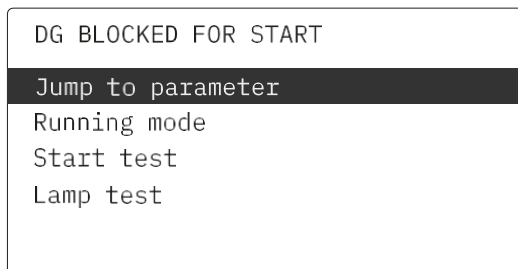 DG BLOCKED FOR START
Jump to parameter
Running mode
Start test
Lamp test